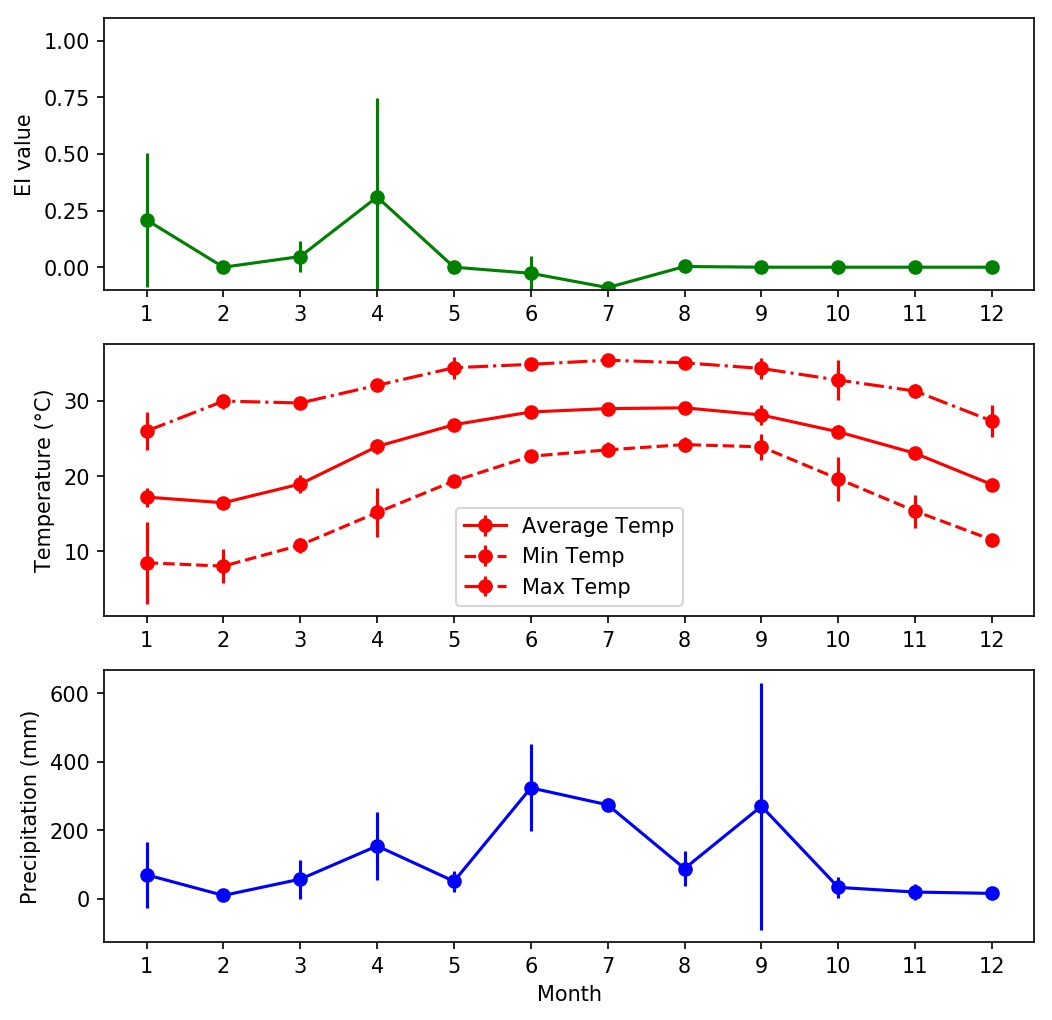 EI value
1.00
0.75
0.50
0.25
0.00
1 2 3 4 5 6 7 8 9 10 11 12
Temperature (°C)
30
20
10
Average Temp
Min Temp
Max Temp
1 2 3 4 5 6 7 8 9 10 11 12
Precipitation (mm)
600
400
200
0
1 2 3 4 5 6 7 8 9 10 11 12
Month